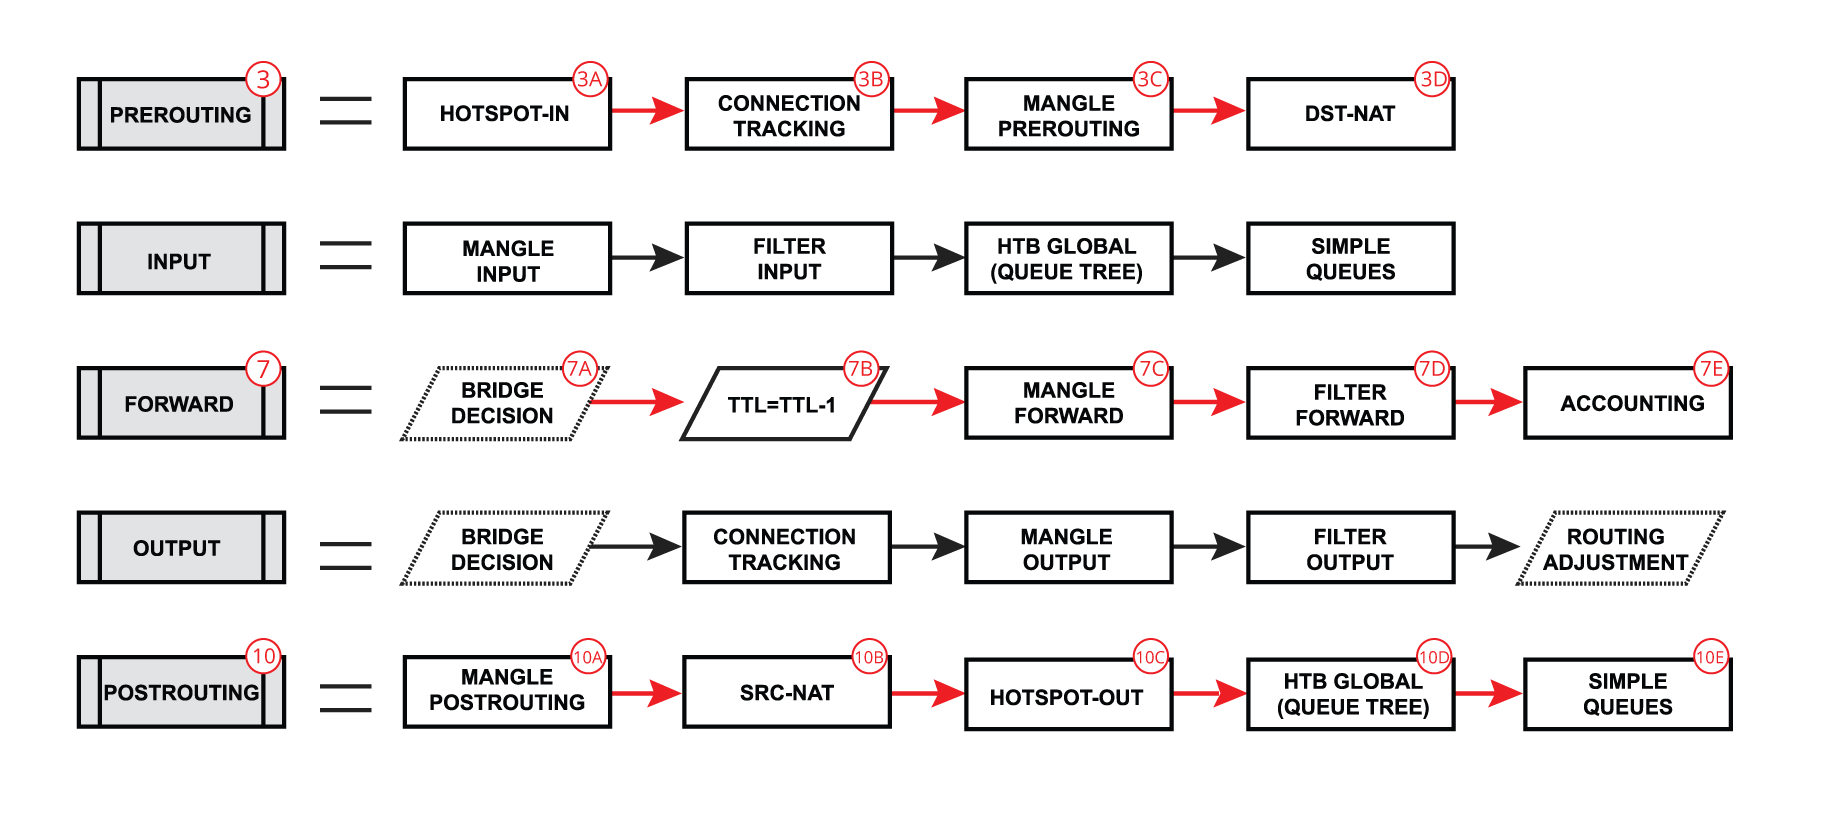 PREROUTING
3
HOTSPOT-IN
3A
CONNECTION
TRACKING
3B
MANGLE
PREROUTING
3C
DST-NAT
3D
INPUT
MANGLE
INPUT
FILTER
INPUT
HTB GLOBAL
(QUEUE TREE)
SIMPLE
QUEUES
FORWARD
7
BRIDGE
DECISION
7A
TTL=TTL-1
7B
MANGLE
FORWARD
7C
FILTER
FORWARD
7D
ACCOUNTING
7E
OUTPUT
BRIDGE
DECISION
CONNECTION
TRACKING
MANGLE
OUTPUT
FILTER
OUTPUT
ROUTING
ADJUSTMENT
POSTROUTING
10
MANGLE
POSTROUTING
10A
SRC-NAT
10B
HOTSPOT-OUT
10C
HTB GLOBAL
(QUEUE TREE)
10D
SIMPLE
QUEUES
10E